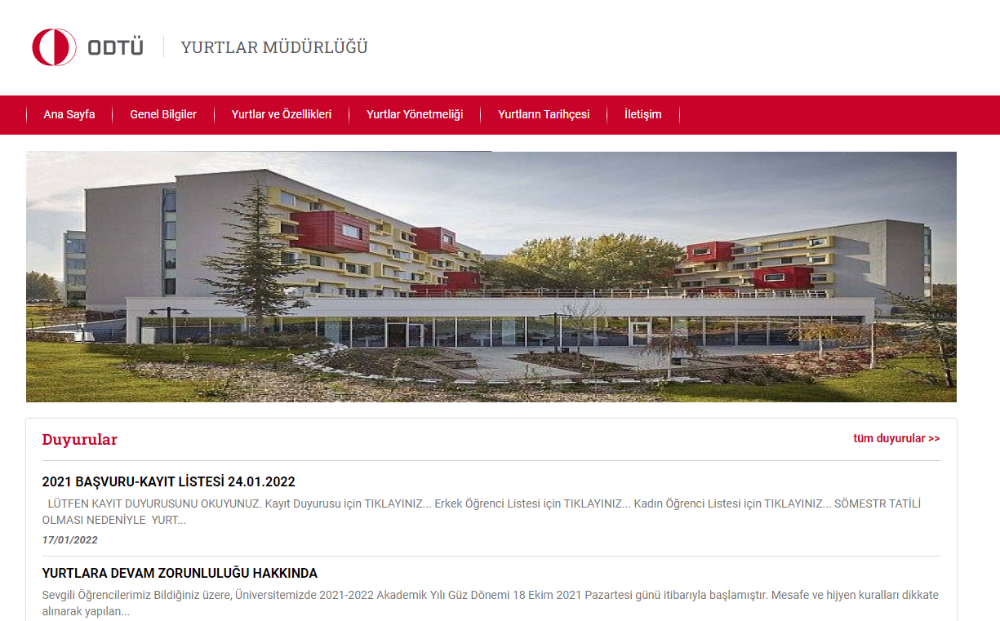 ODTÜ YURTLAR MÜDÜRLÜĞÜ
Ana Sayfa Genel Bilgiler Yurtlar ve Özellikleri Yurtlar Yönetmeliği Yurtların Tarihçesi İletişim
Duyurular tüm duyurular >>
2021 BAŞVURU-KAYIT LİSTESİ 24.01.2022
LÜTFEN KAYIT DUYURUSUNU OKUYUNUZ. Kayıt Duyurusu için TIKLAYINIZ... Erkek Öğrenci Listesi için TIKLAYINIZ... Kadın Öğrenci Listesi için TIKLAYINIZ... SÖMESTR TATİLİ
OLMASI NEDENİYLE YURT...
17/01/2022
YURTLARA DEVAM ZORUNLULUĞU HAKKINDA
Sevgili Öğrencilerimiz Bildiğiniz üzere, Üniversitemizde 2021-2022 Akademik Yılı Güz Dönemi 18 Ekim 2021 Pazartesi günü itibarıyla başlamıştır. Mesafe ve hijyen kuralları dikkate
alınarak yapılan...